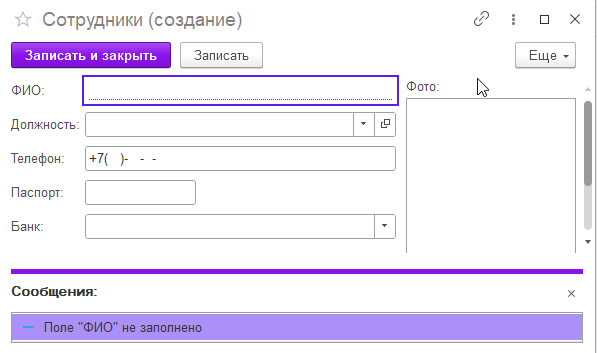 Сотрудники (создание)
Записать и закрыть
Записать
Еще
ФИО:
Фото:
Должность:
Телефон:
+7(   )-   -  -
Паспорт:
Банк:
Сообщения:
Поле "ФИО" не заполнено